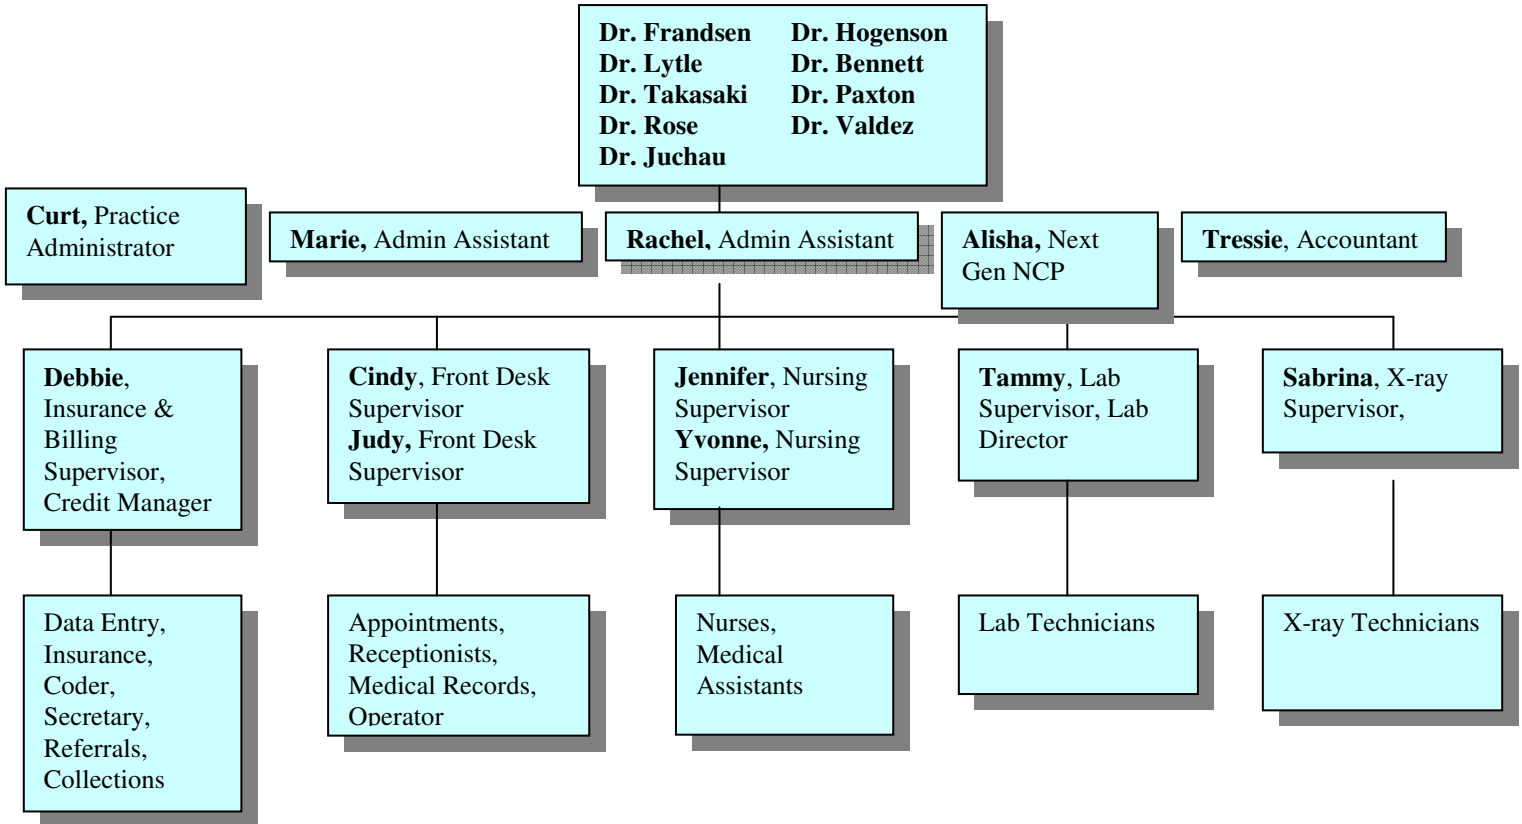 Dr. Frandsen Dr. Hogenson
Dr. Lytle Dr. Bennett
Dr. Takasaki Dr. Paxton
Dr. Rose Dr. Valdez
Dr. Juchau
Curt, Practice
Administrator
Marie, Admin Assistant
Rachel, Admin Assistant
Alisha, Next
Gen NCP
Tressie, Accountant
Debbie,
Insurance &
Billing
Supervisor,
Credit Manager
Cindy, Front Desk
Supervisor
Judy, Front Desk
Supervisor
Jennifer, Nursing
Supervisor
Yvonne, Nursing
Supervisor
Tammy, Lab
Supervisor, Lab
Director
Sabrina, X-ray
Supervisor,
Data Entry,
Insurance,
Coder,
Secretary,
Referrals,
Collections
Appointments,
Receptionists,
Medical Records,
Operator
Nurses,
Medical
Assistants
Lab Technicians
X-ray Technicians